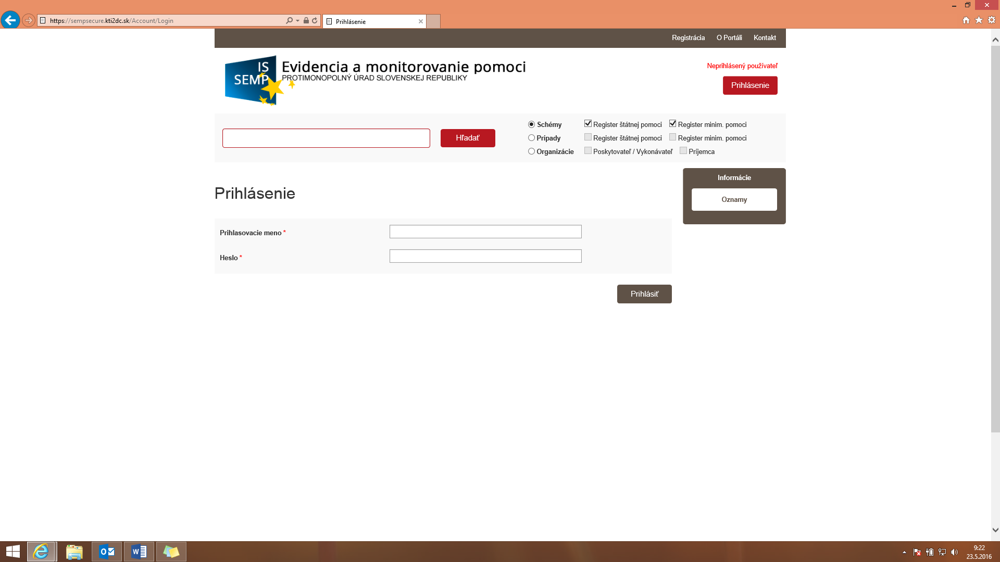 https://sempsecure.kti2dc.sk/Account/Login
Prihlásenie
Registrácia O Portáli Kontakt
IS SEMP
Evidencia a monitorovanie pomoci
PROTIMONOPOLNÝ ÚRAD SLOVENSKEJ REPUBLIKY
Neprihlásený používateľ
Prihlásenie
Hľadať
Schémy Register štátnej pomoci Register minim. pomoci
Prípady Register štátnej pomoci Register minim. pomoci
Organizácie Poskytovateľ / Vykonávateľ Príjemca
Informácie
Oznamy
Prihlásenie
Prihlasovacie meno *
Heslo *
Prihlásiť
9:22
23.5.2016